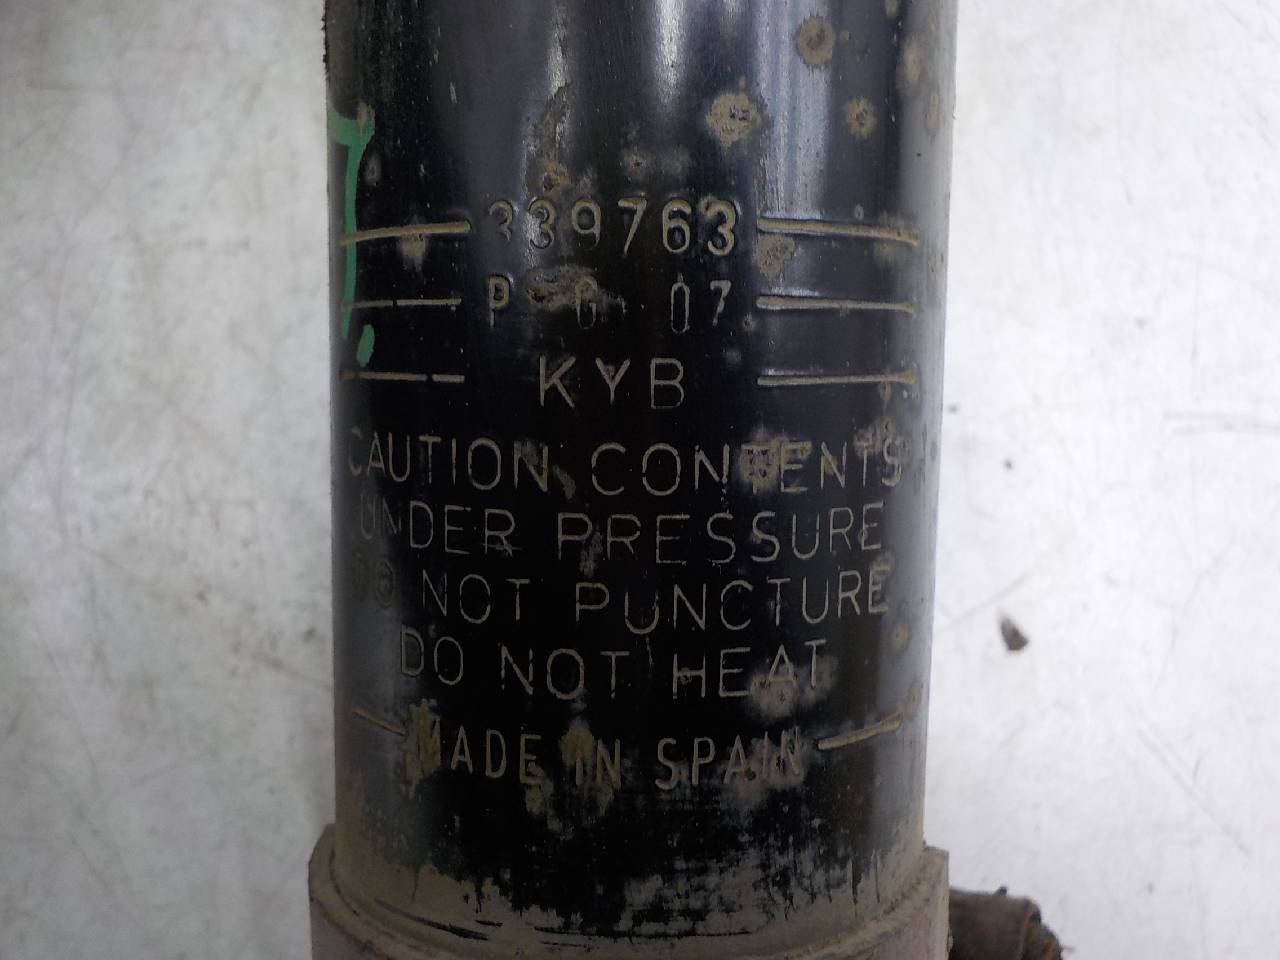 339763
P G 07
KYB
CAUTION CONTENTS
UNDER PRESSURE
DO NOT PUNCTURE
DO NOT HEAT
MADE IN SPAIN